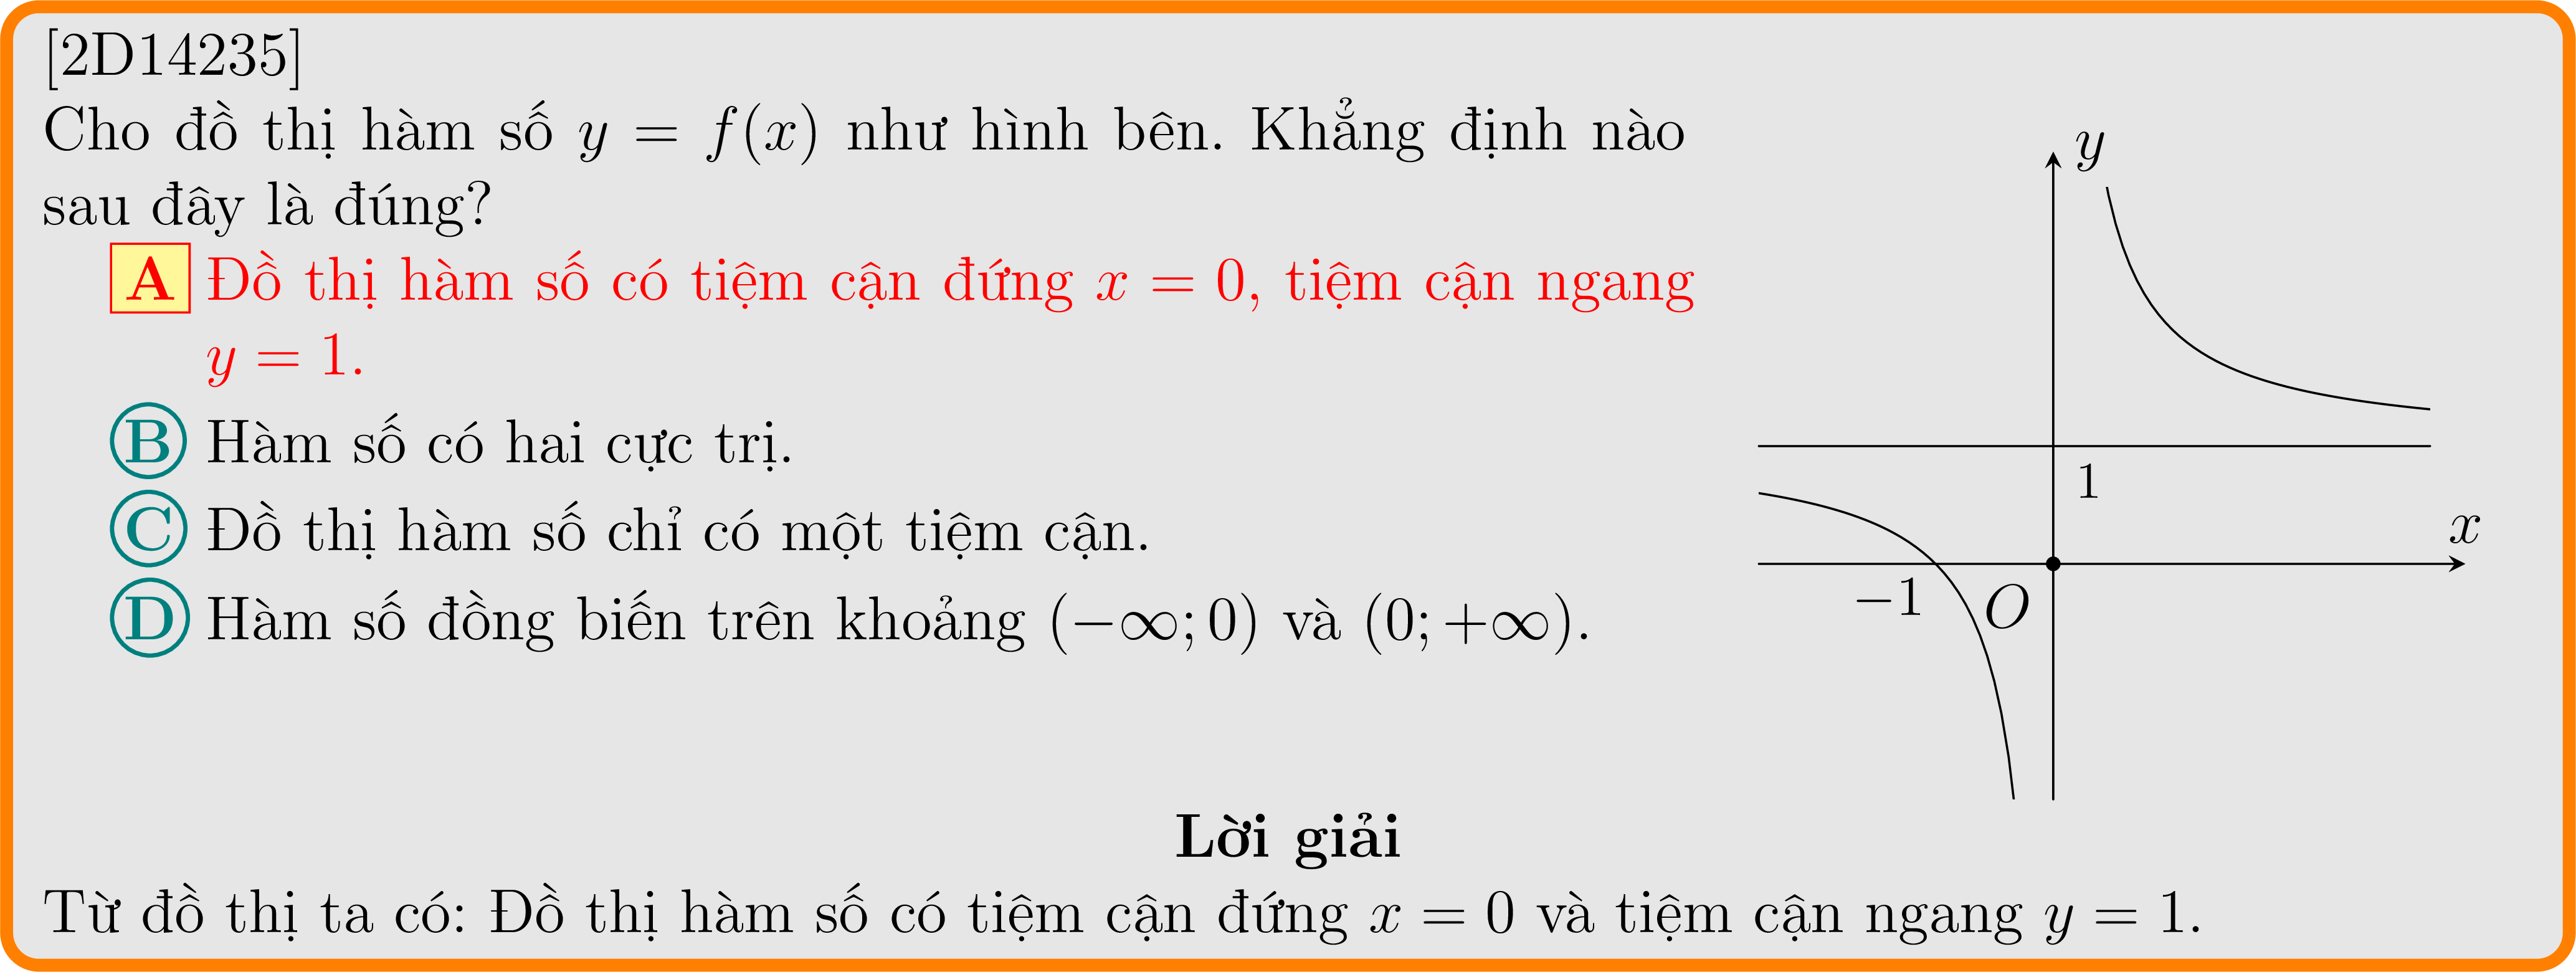 [2D14235]
Cho đồ thị hàm số y = f(x) như hình bên. Khẳng định nào
sau đây là đúng?
A Đồ thị hàm số có tiệm cận đứng x = 0, tiệm cận ngang
y = 1.
B Hàm số có hai cực trị.
C Đồ thị hàm số chỉ có một tiệm cận.
D Hàm số đồng biến trên khoảng (−∞; 0) và (0; +∞).
y
1
x
−1
O
Lời giải
Từ đồ thị ta có: Đồ thị hàm số có tiệm cận đứng x = 0 và tiệm cận ngang y = 1.